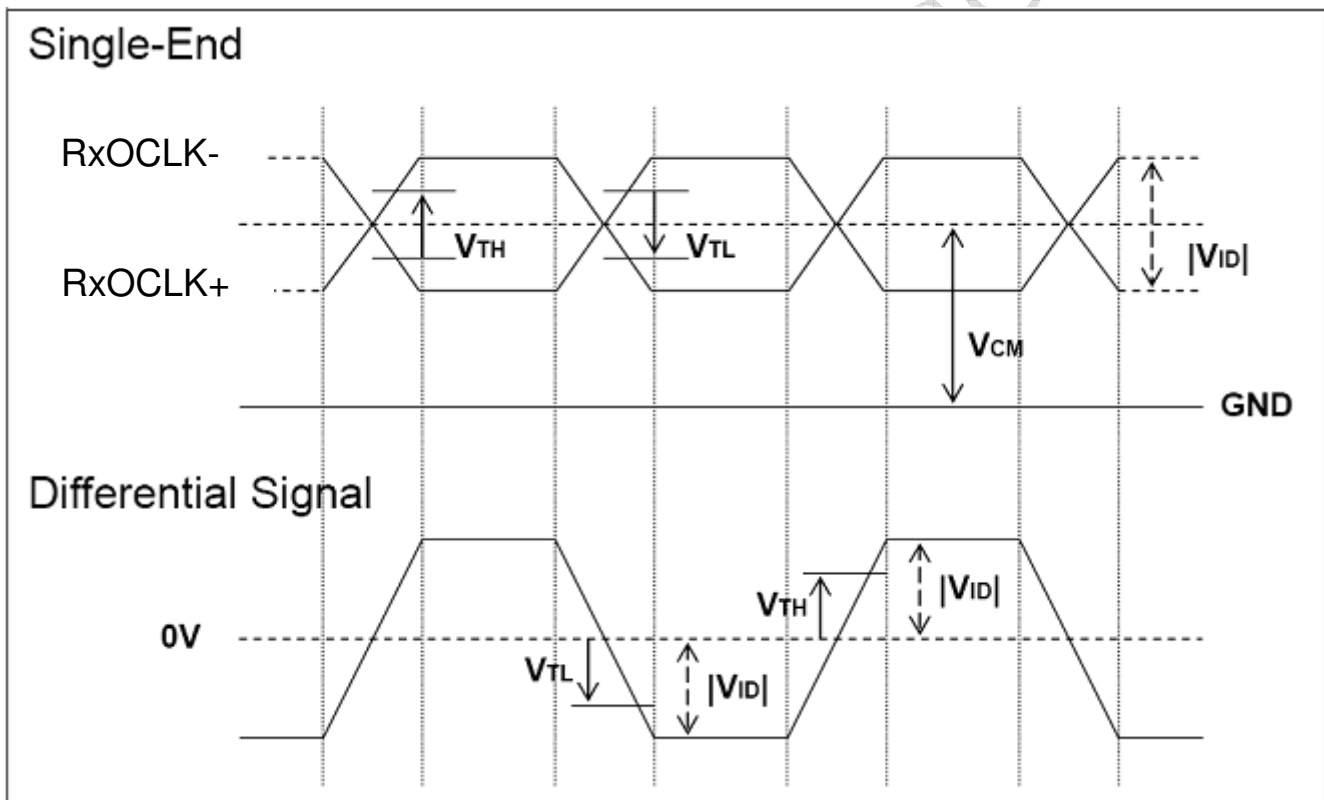 Single-End
RxOCLK-
VTH
VTL
RxOCLK+
|VID|
VCM
GND
Differential Signal
VTH
|VID|
0V
VTL
|VID|